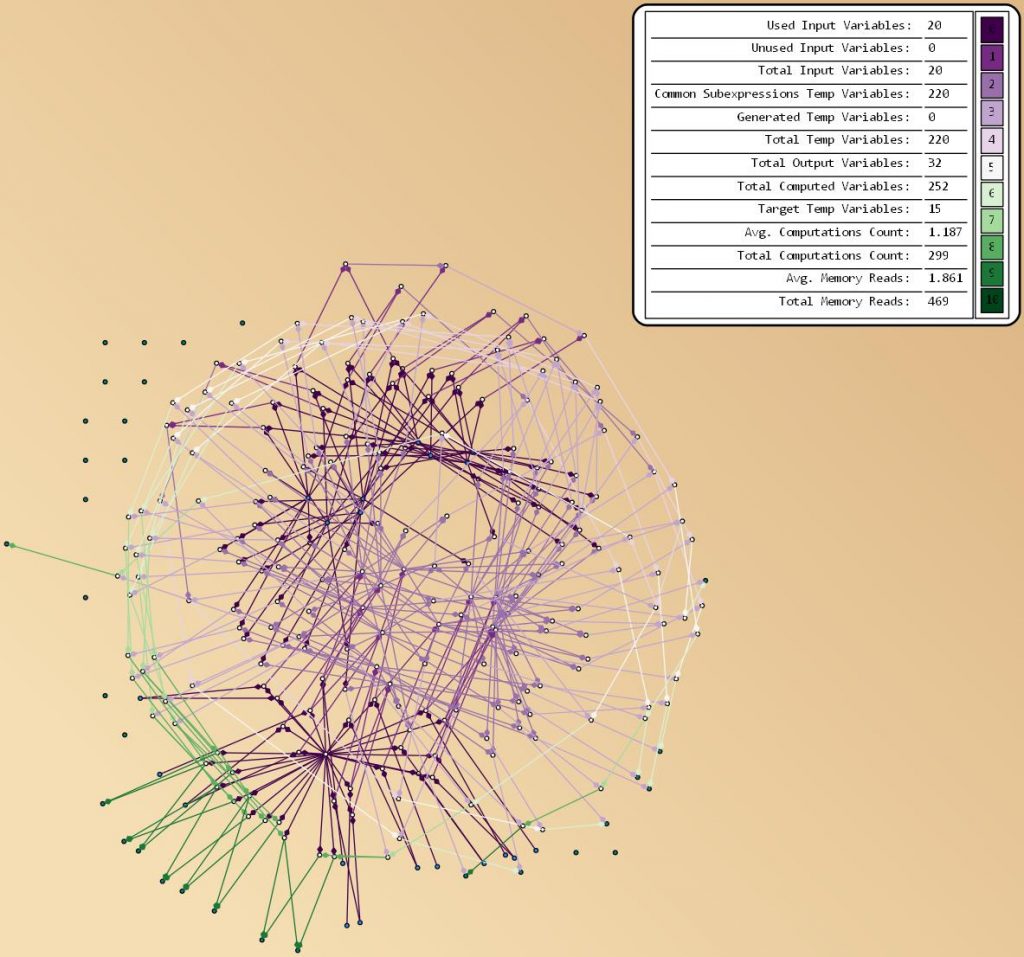 Used Input Variables: 20
Unused Input Variables: 0
Total Input Variables: 20
Common Subexpressions Temp Variables: 220
Generated Temp Variables: 0
Total Temp Variables: 220
Total Output Variables: 32
Total Computed Variables: 252
Target Temp Variables: 15
Avg. Computations Count: 1.187
Total Computations Count: 299
Avg. Memory Reads: 1.861
Total Memory Reads: 469
0
1
2
3
4
5
6
7
8
9
10